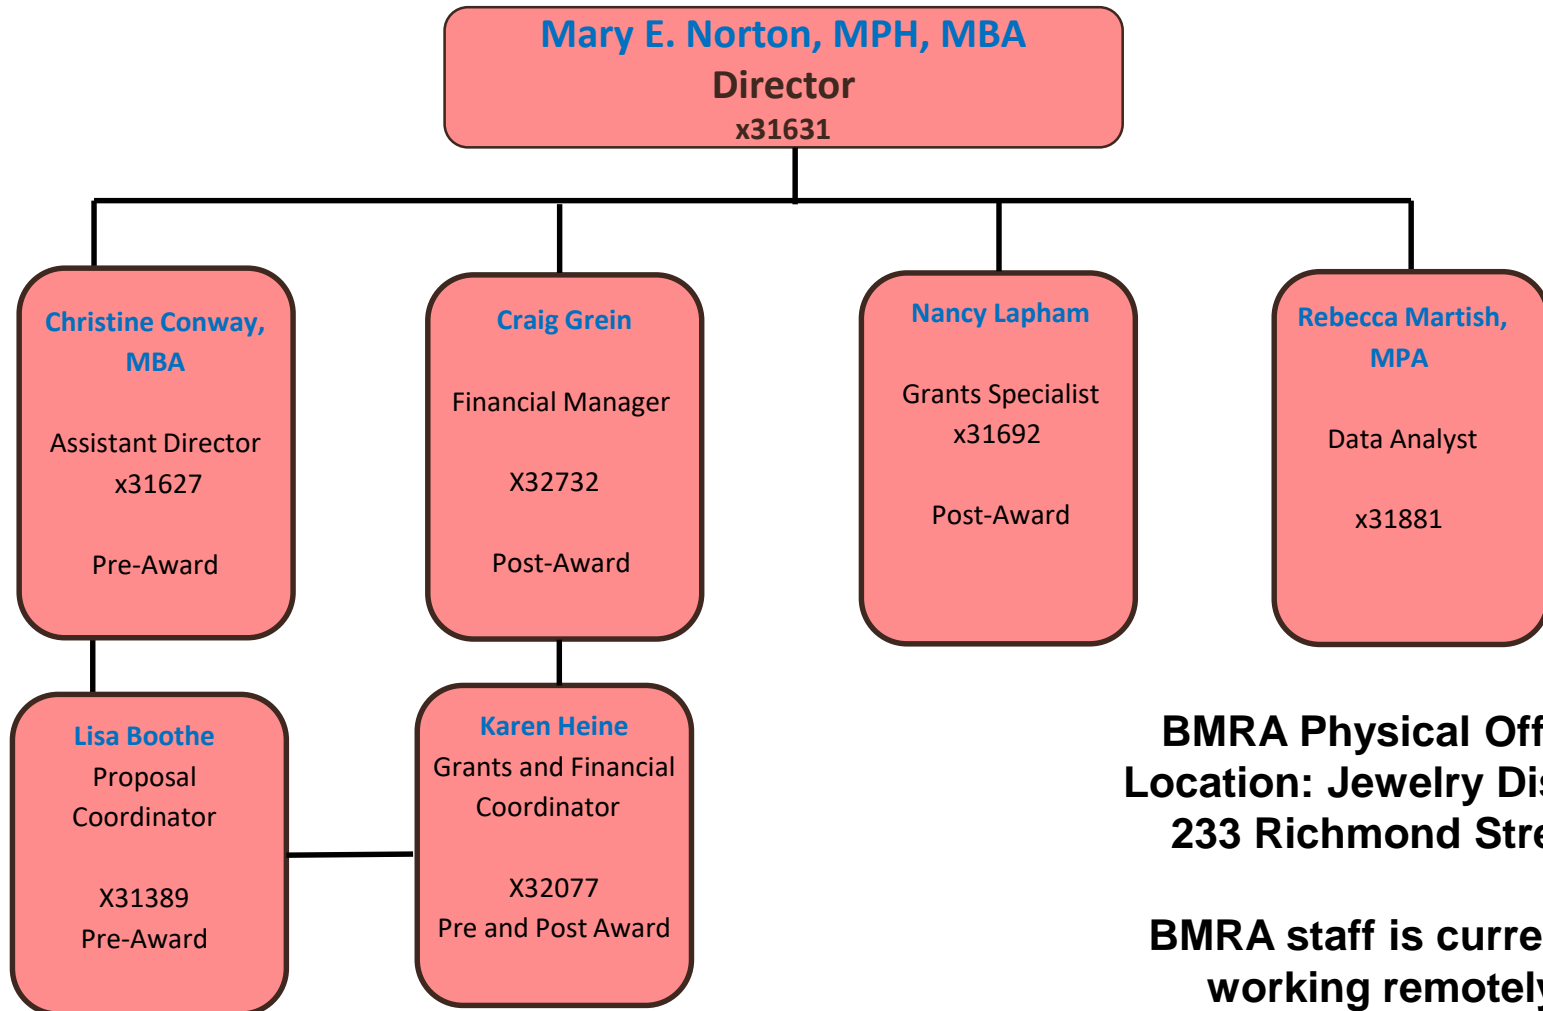 Mary E. Norton, MPH, MBA
Director
x31631
Christine Conway,
MBA
Assistant Director
x31627
Pre-Award
Craig Grein
Financial Manager
X32732
Post-Award
Nancy Lapham
Grants Specialist
x31692
Post-Award
Rebecca Martish,
MPA
Data Analyst
x31881
Lisa Boothe
Proposal
Coordinator
X31389
Pre-Award
Karen Heine
Grants and Financial
Coordinator
X32077
Pre and Post Award
BMRA Physical
Location: Jewelry
233 Richmond
BMRA staff is
working remotely